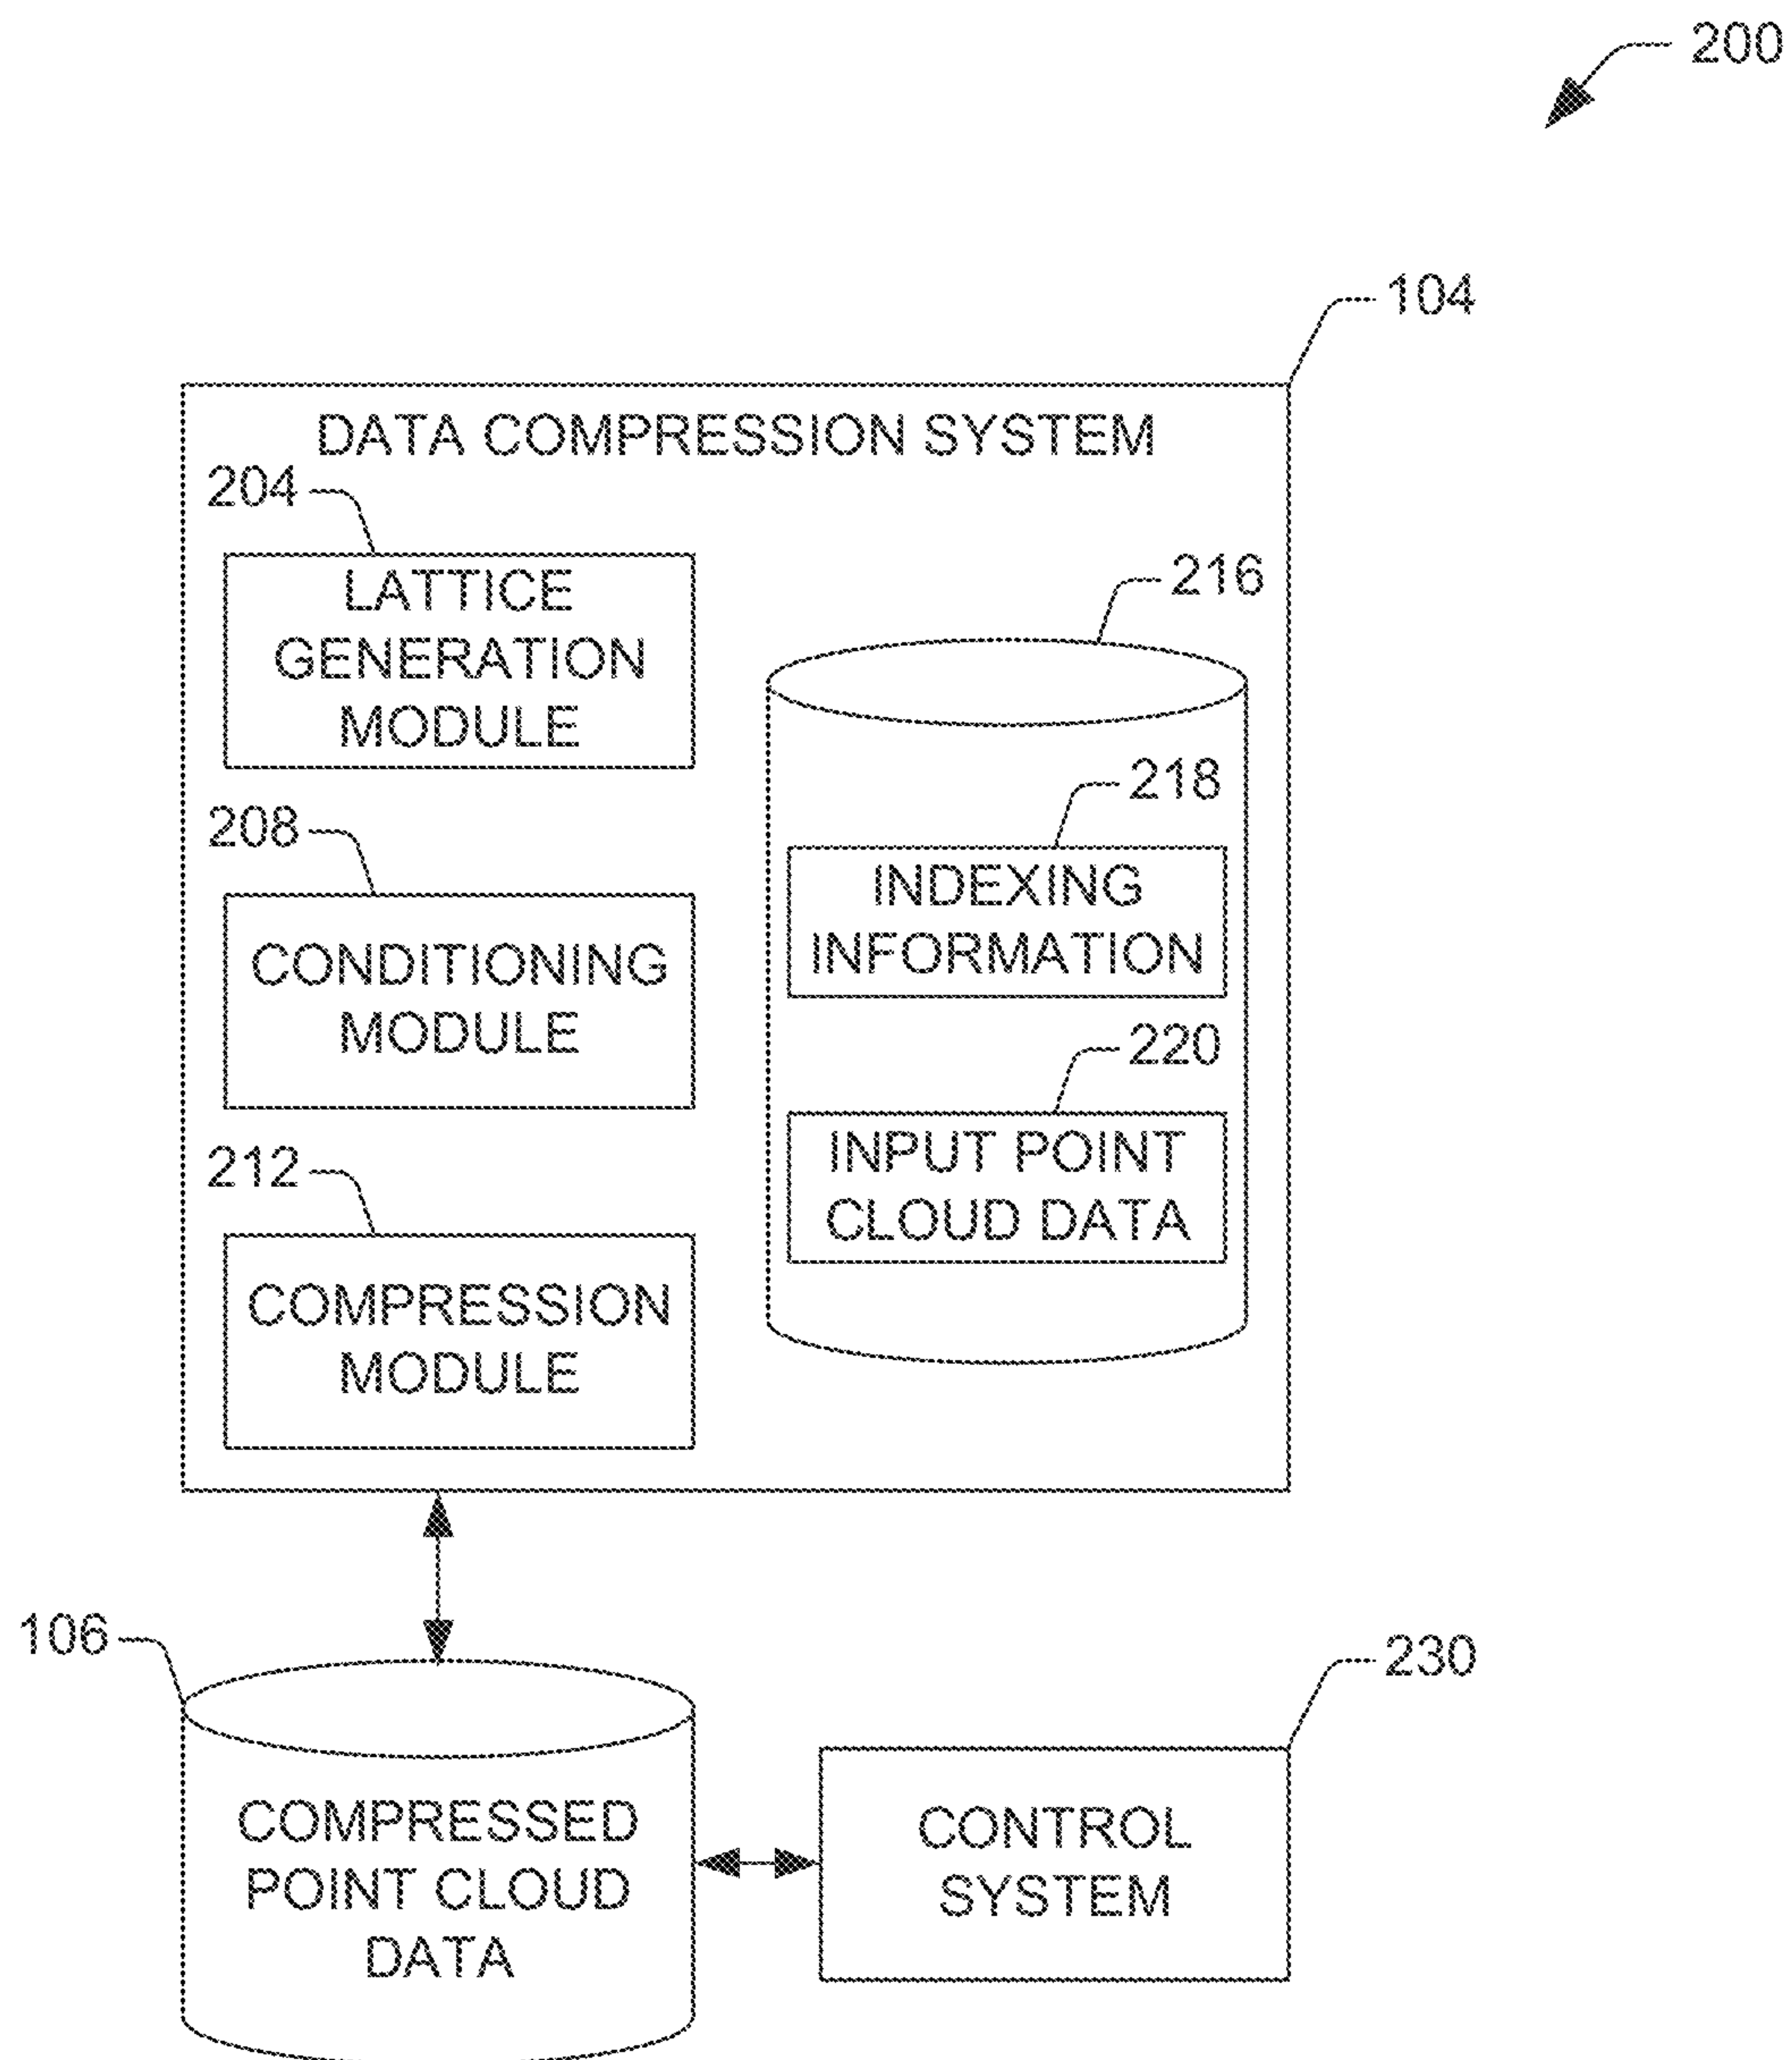 200
104
DATA COMPRESSION SYSTEM
204
LATTICE
GENERATION
MODULE
216
218
208
INDEXING
INFORMATION
CONDITIONING
MODULE
220
INPUT POINT
CLOUD DATA
212
COMPRESSION
MODULE
106
230
COMPRESSED
POINT CLOUD
DATA
CONTROL
SYSTEM